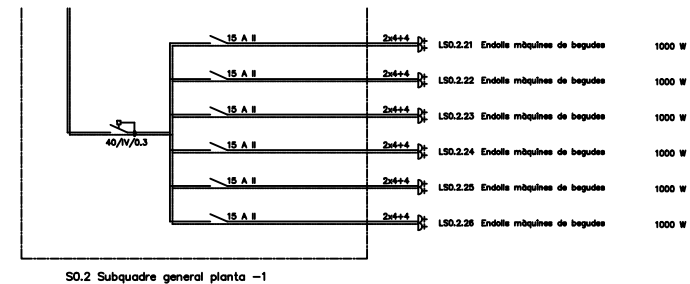 15 A II 2x4+4 LS0.2.21 Endolls màquines de begudes 1000 W
15 A II 2x4+4 LS0.2.22 Endolls màquines de begudes 1000 W
15 A II 2x4+4 LS0.2.23 Endolls màquines de begudes 1000 W
40/IV/0.3
15 A II 2x4+4 LS0.2.24 Endolls màquines de begudes 1000 W
15 A II 2x4+4 LS0.2.25 Endolls màquines de begudes 1000 W
15 A II 2x4+4 LS0.2.26 Endolls màquines de begudes 1000 W
S0.2 Subquadre general planta -1